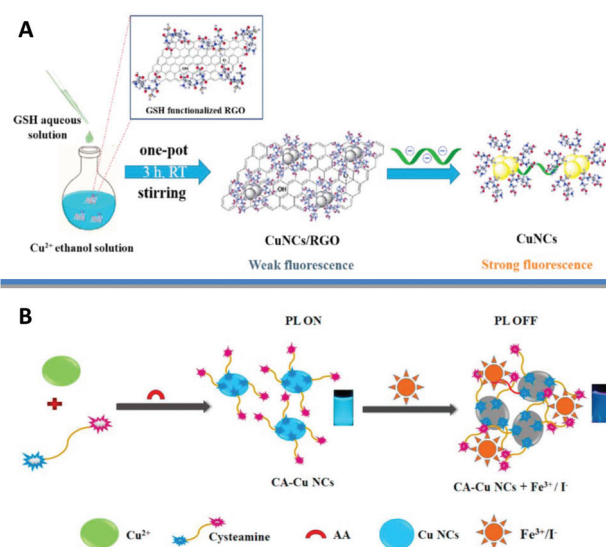 A
GSH functionalized RGO
GSH aqueous
solution
one-pot
3 h, RT
stirring
OH
OH
Cu²⁺ ethanol solution
CuNCs/RGO
CuNCs
Weak fluorescence
Strong fluorescence
B
PL ON
PL OFF
CA-Cu NCs
CA-Cu NCs + Fe³⁺/ I⁻
Cu²⁺
Cysteamine
AA
Cu NCs
Fe³⁺/I⁻